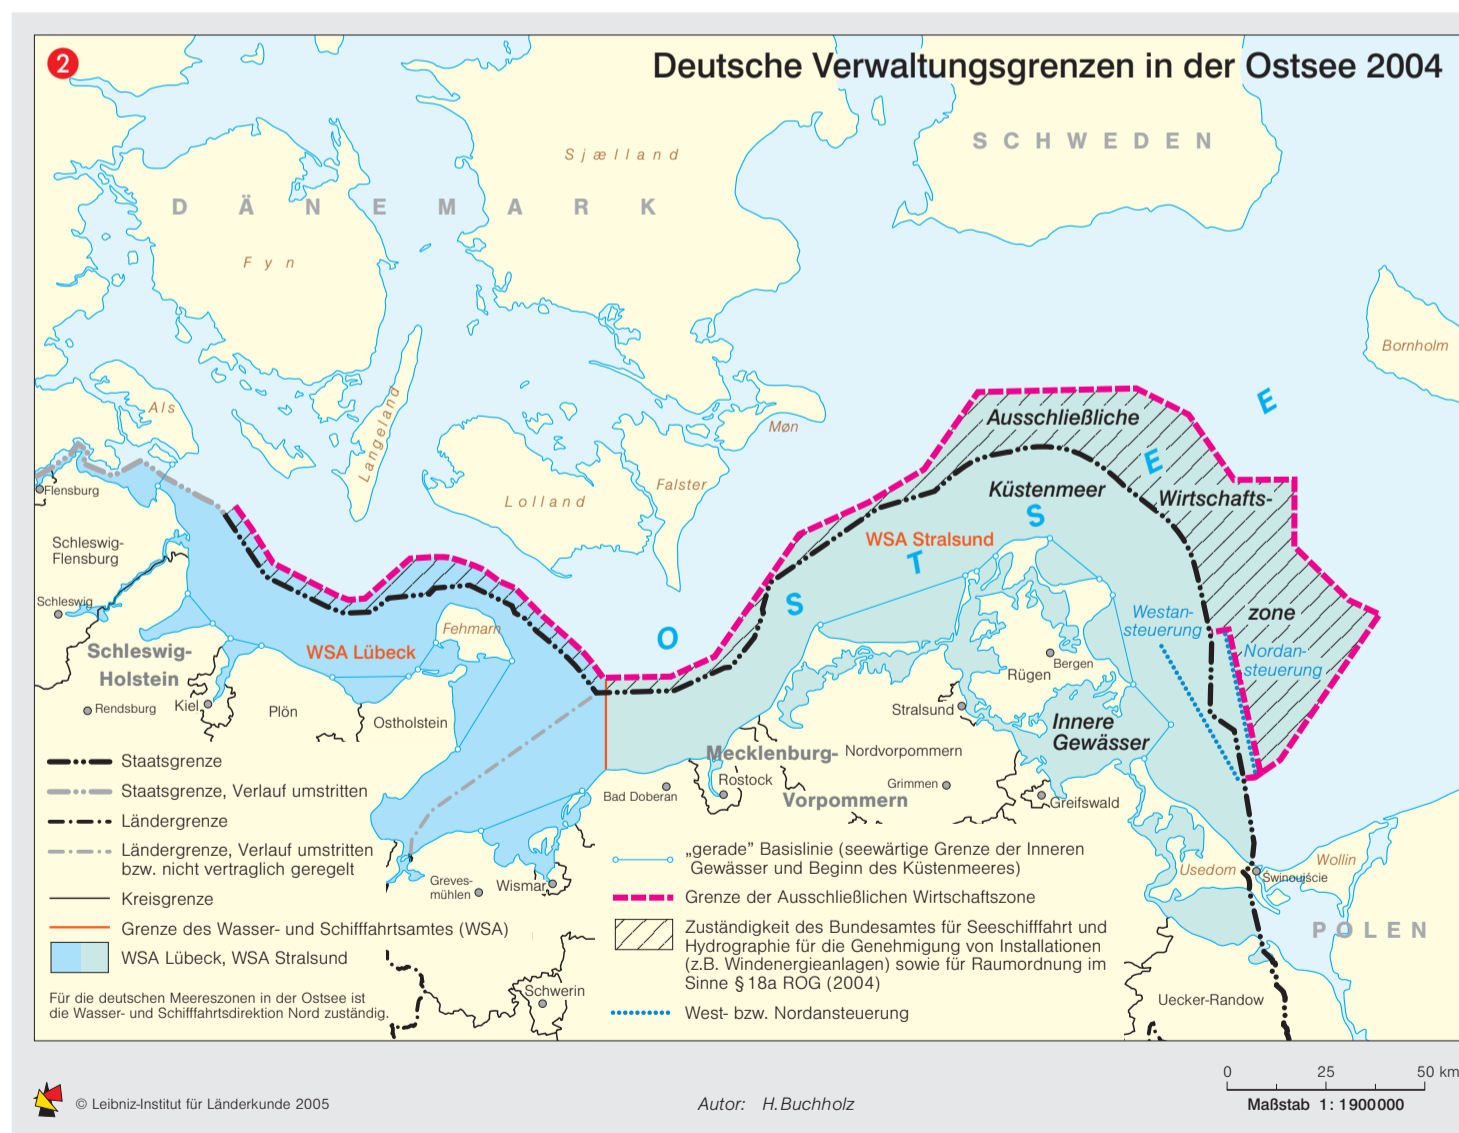 2
Deutsche Verwaltungsgrenzen in der Ostsee 2004
SCHWEDEN
Sjælland
DÄNEMARK
Fyn
Bornholm
Als
Langeland
Møn
Ausschließliche
Falster
Lolland
OSTSEE
Flensburg
Küstenmeer
Wirtschafts-
zone
WSA Stralsund
Schleswig-
Flensburg
Schleswig
Westan-
steuerung
Fehmarn
Nordan-
steuerung
Schleswig-
Holstein
WSA Lübeck
Bergen
Rügen
Rendsburg
Kiel
Plön
Ostholstein
Stralsund
Innere
Gewässer
Mecklenburg-
Vorpommern
Nordvorpommern
Rostock
Bad Doberan
Grimmen
Greifswald
Greves-
mühlen
Wismar
Usedom
Wollin
Świnoujście
POLEN
Schwerin
Uecker-Randow
Staatsgrenze
Staatsgrenze, Verlauf umstritten
Ländergrenze
Ländergrenze, Verlauf umstritten
bzw. nicht vertraglich geregelt
Kreisgrenze
Grenze des Wasser- und Schifffahrtsamtes (WSA)
WSA Lübeck, WSA Stralsund
Für die deutschen Meereszonen in der Ostsee ist
die Wasser- und Schifffahrtsdirektion Nord zuständig.
„gerade” Basislinie (seewärtige Grenze der Inneren
Gewässer und Beginn des Küstenmeeres)
Grenze der Ausschließlichen Wirtschaftszone
Zuständigkeit des Bundesamtes für Seeschifffahrt und
Hydrographie für die Genehmigung von Installationen
(z.B. Windenergieanlagen) sowie für Raumordnung im
Sinne §18a ROG (2004)
West- bzw. Nordansteuerung
© Leibniz-Institut für Länderkunde 2005
Autor: H.Buchholz
0 25 50 km
Maßstab 1:1900000